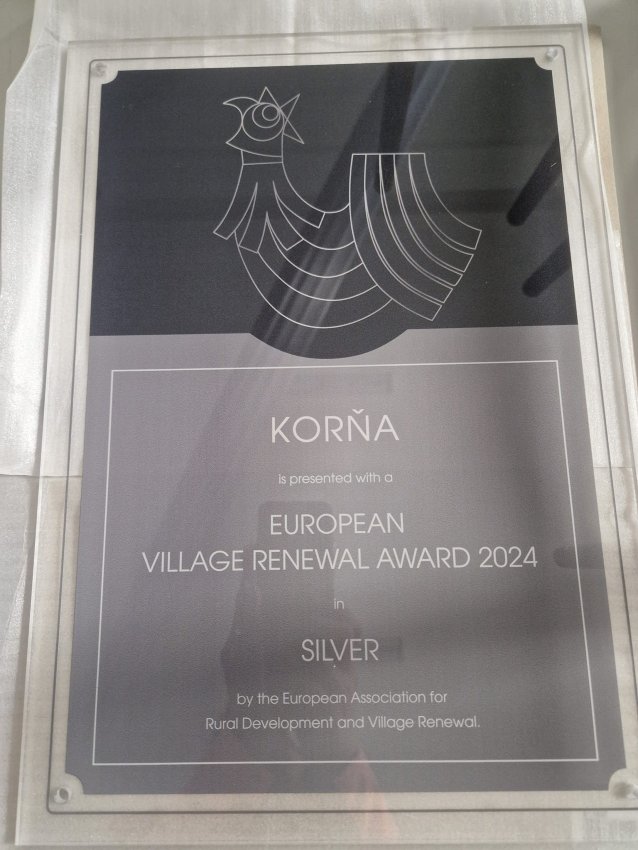 KORŇA
is presented with a
EUROPEAN
VILLAGE RENEWAL AWARD 2024
in
SILVER
by the European Association for
Rural Development and Village Renewal.